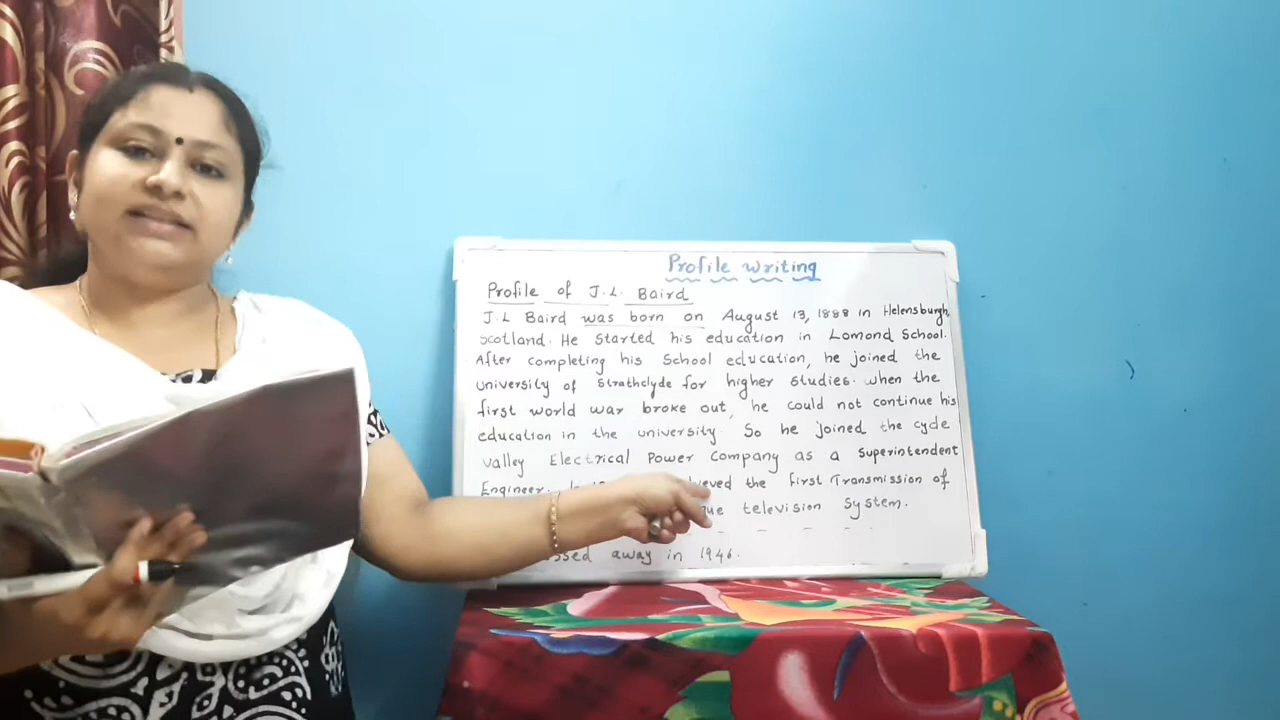 Profile writing
Profile of J.L. Baird
J.L Baird was born on August 13, 1888 in Helensburgh,
Scotland. He started his education in Lomond School.
After completing his school education, he joined the
university of Strathclyde for higher studies. when the
first world war broke out, he could not continue his
education in the university. So he joined the cyde
valley Electrical Power Company as a Superintendent
Engineer. the first Transmission of
television System.
away in 1946.